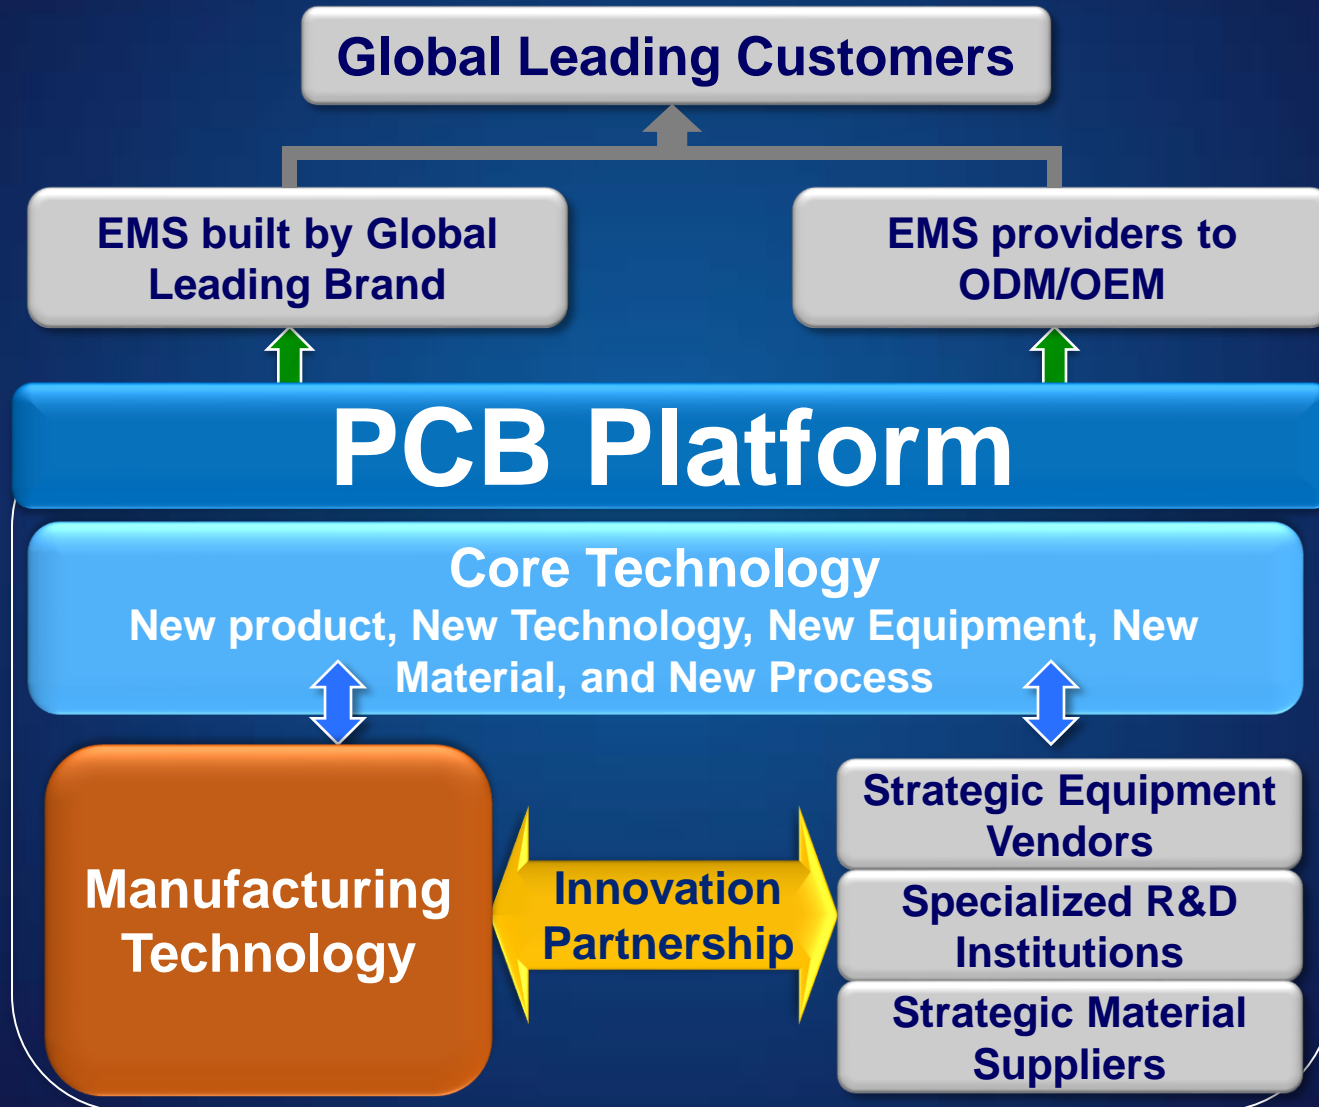 Global Leading Customers
EMS built by Global
Leading Brand
EMS providers to
ODM/OEM
PCB Platform
Core Technology
New product, New Technology, New Equipment, New
Material, and New Process
Manufacturing
Technology
Innovation
Partnership
Strategic Equipment
Vendors
Specialized R&D
Institutions
Strategic Material
Suppliers